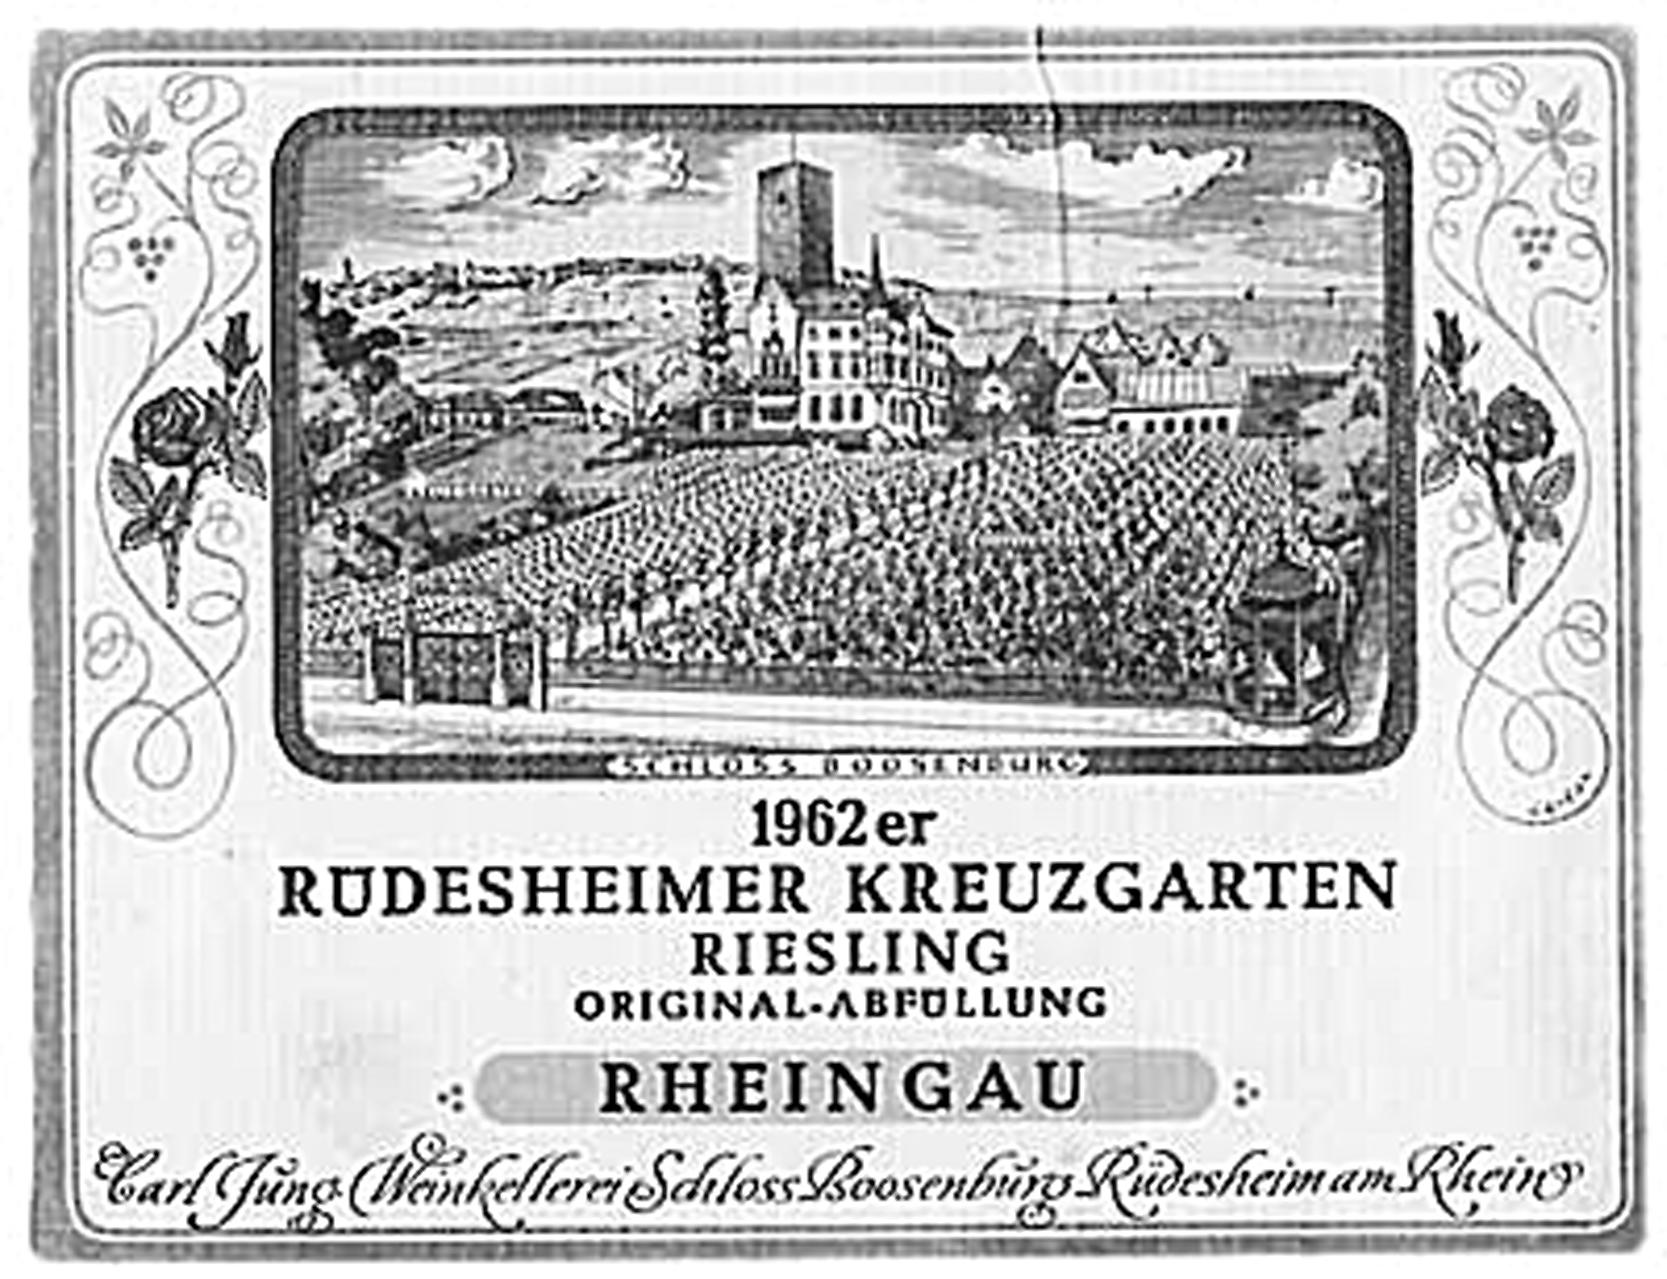 SCHLOSS BOOSENBURG
1962er
RÜDESHEIMER KREUZGARTEN
RIESLING
ORIGINAL-ABFÜLLUNG
RHEINGAU
Carl Jung Weinkellerei Schloss Boosenburg Rüdesheim am Rhein